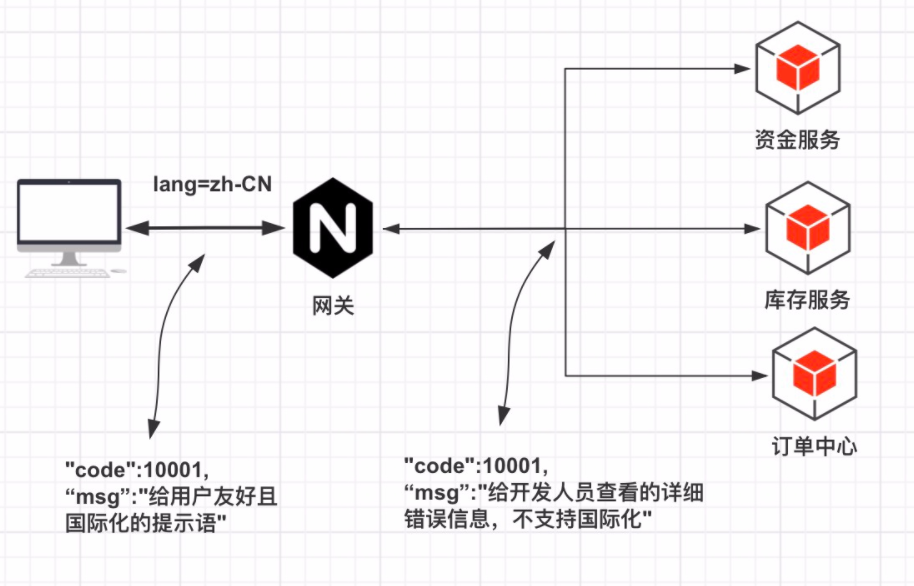 资金服务
lang=zh-CN
N
网关
库存服务
订单中心
"code":10001,
“msg”:"给用户友好且
国际化的提示语"
"code":10001,
“msg”:"给开发人员查看的详细
错误信息，不支持国际化"